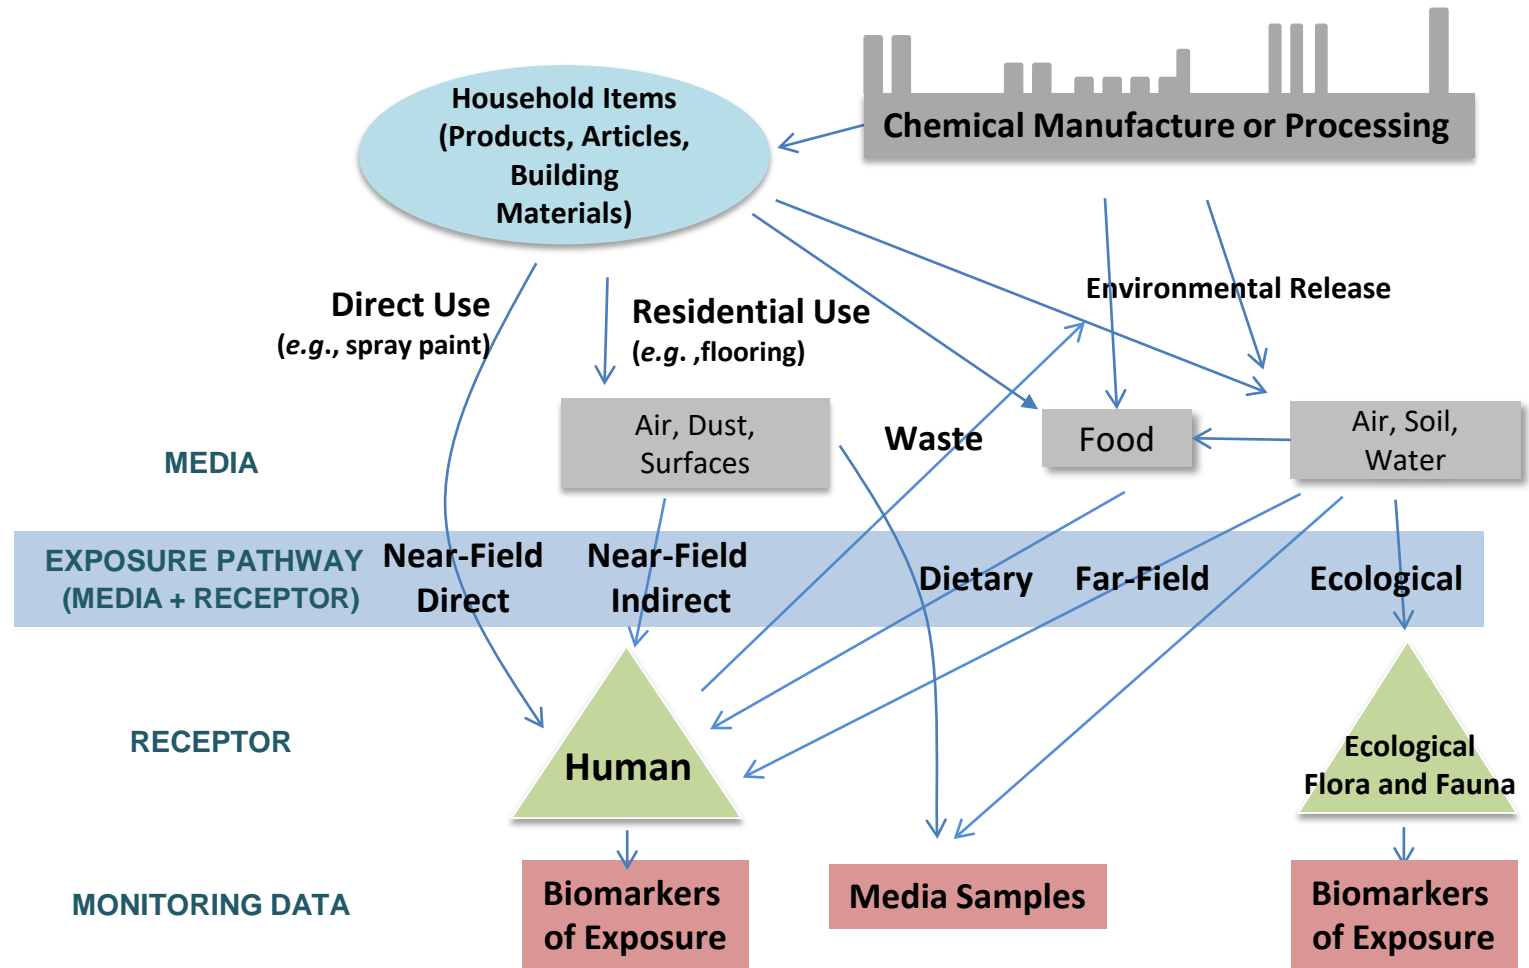 Household Items
(Products, Articles,
Building
Materials)
Chemical Manufacture or Processing
Environmental Release
Direct Use
(e.g., spray paint)
Residential Use
(e.g. ,flooring)
MEDIA
Air, Dust,
Surfaces
Waste
Food
Air, Soil,
Water
EXPOSURE PATHWAY
(MEDIA + RECEPTOR)
Near-Field
Direct
Near-Field
Indirect
Dietary
Far-Field
Ecological
RECEPTOR
Human
Ecological
Flora and Fauna
MONITORING DATA
Biomarkers
of Exposure
Media Samples
Biomarkers
of Exposure